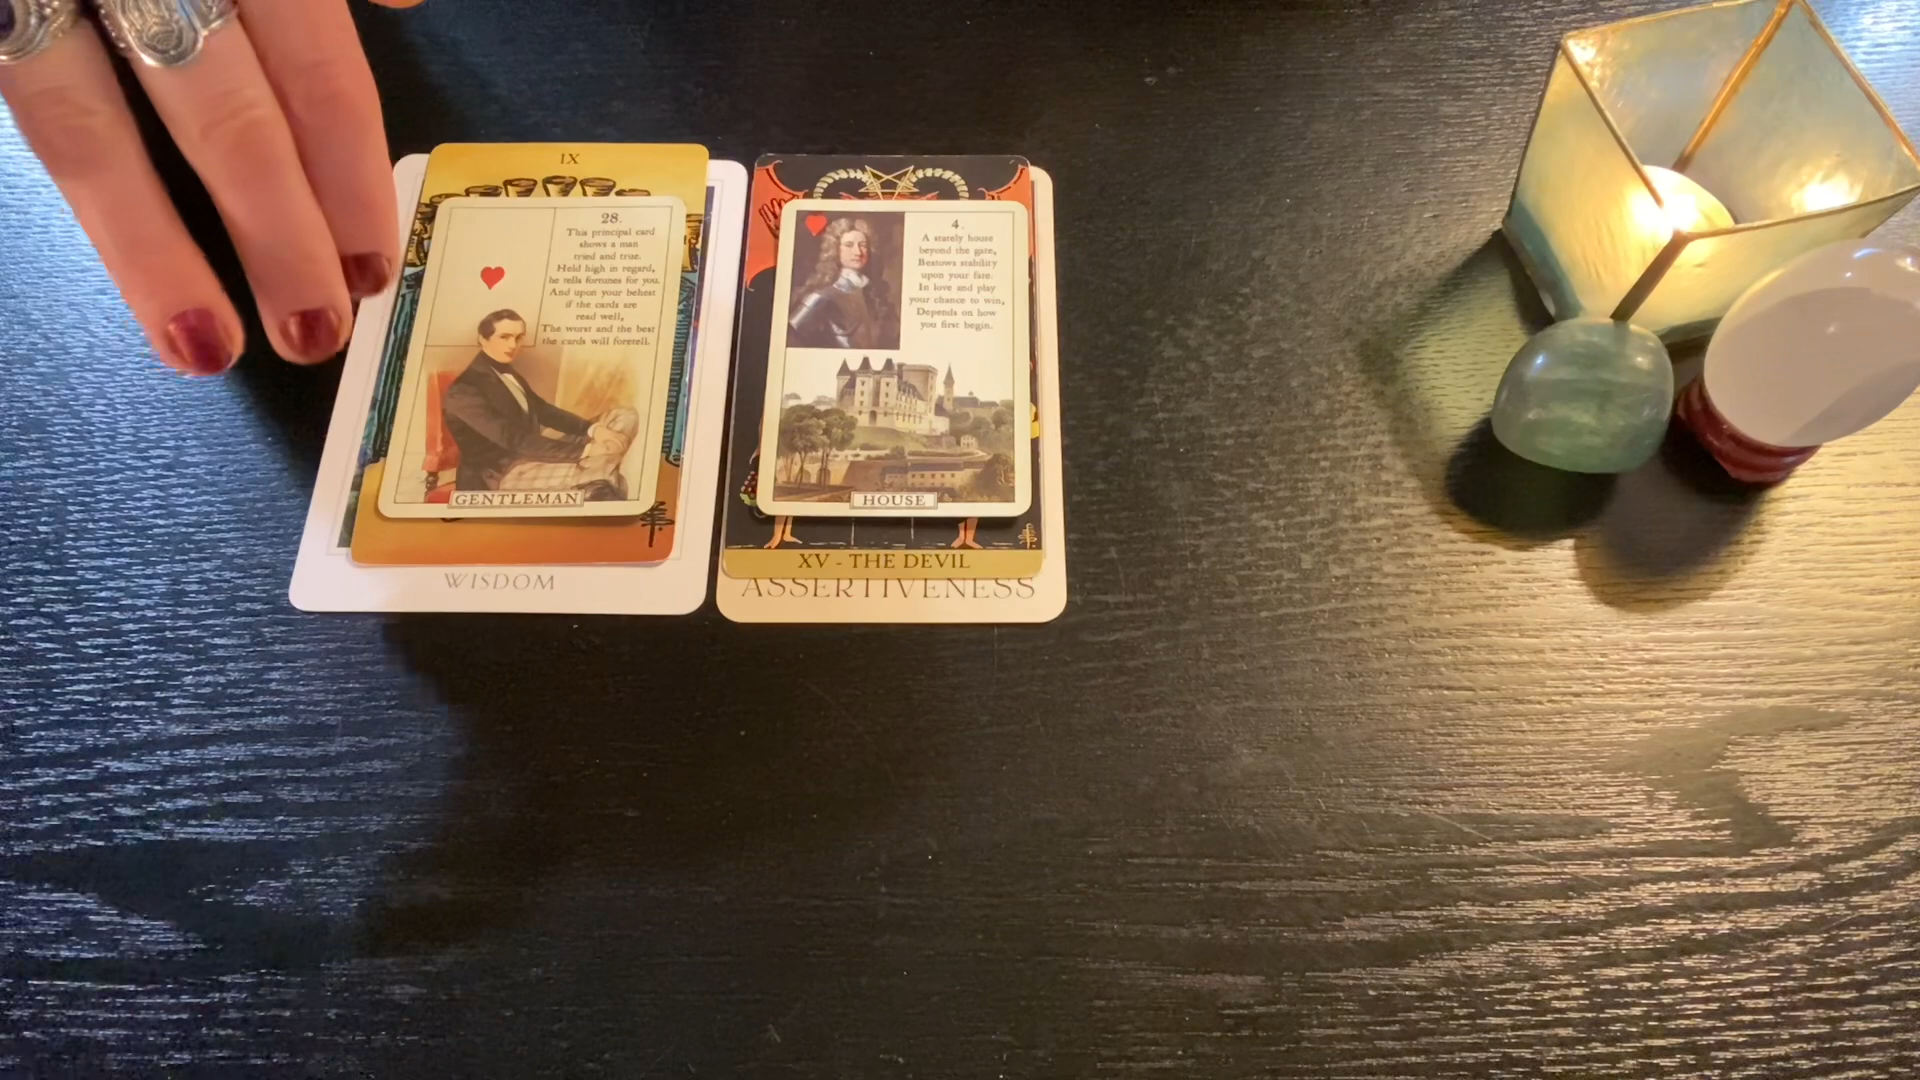 IX
28.
This principal card
shows a man
tried and true.
Held high in regard,
he tells fortunes for you.
And upon your behest
if the cards are
read well,
The worst and the best
the cards will foretell.
GENTLEMAN
WISDOM
4.
A stately house
beyond the gate,
Bestows stability
upon your fate.
In love and play
your chance to win,
Depends on how
you first begin.
HOUSE
XV - THE DEVIL
ASSERTIVENESS